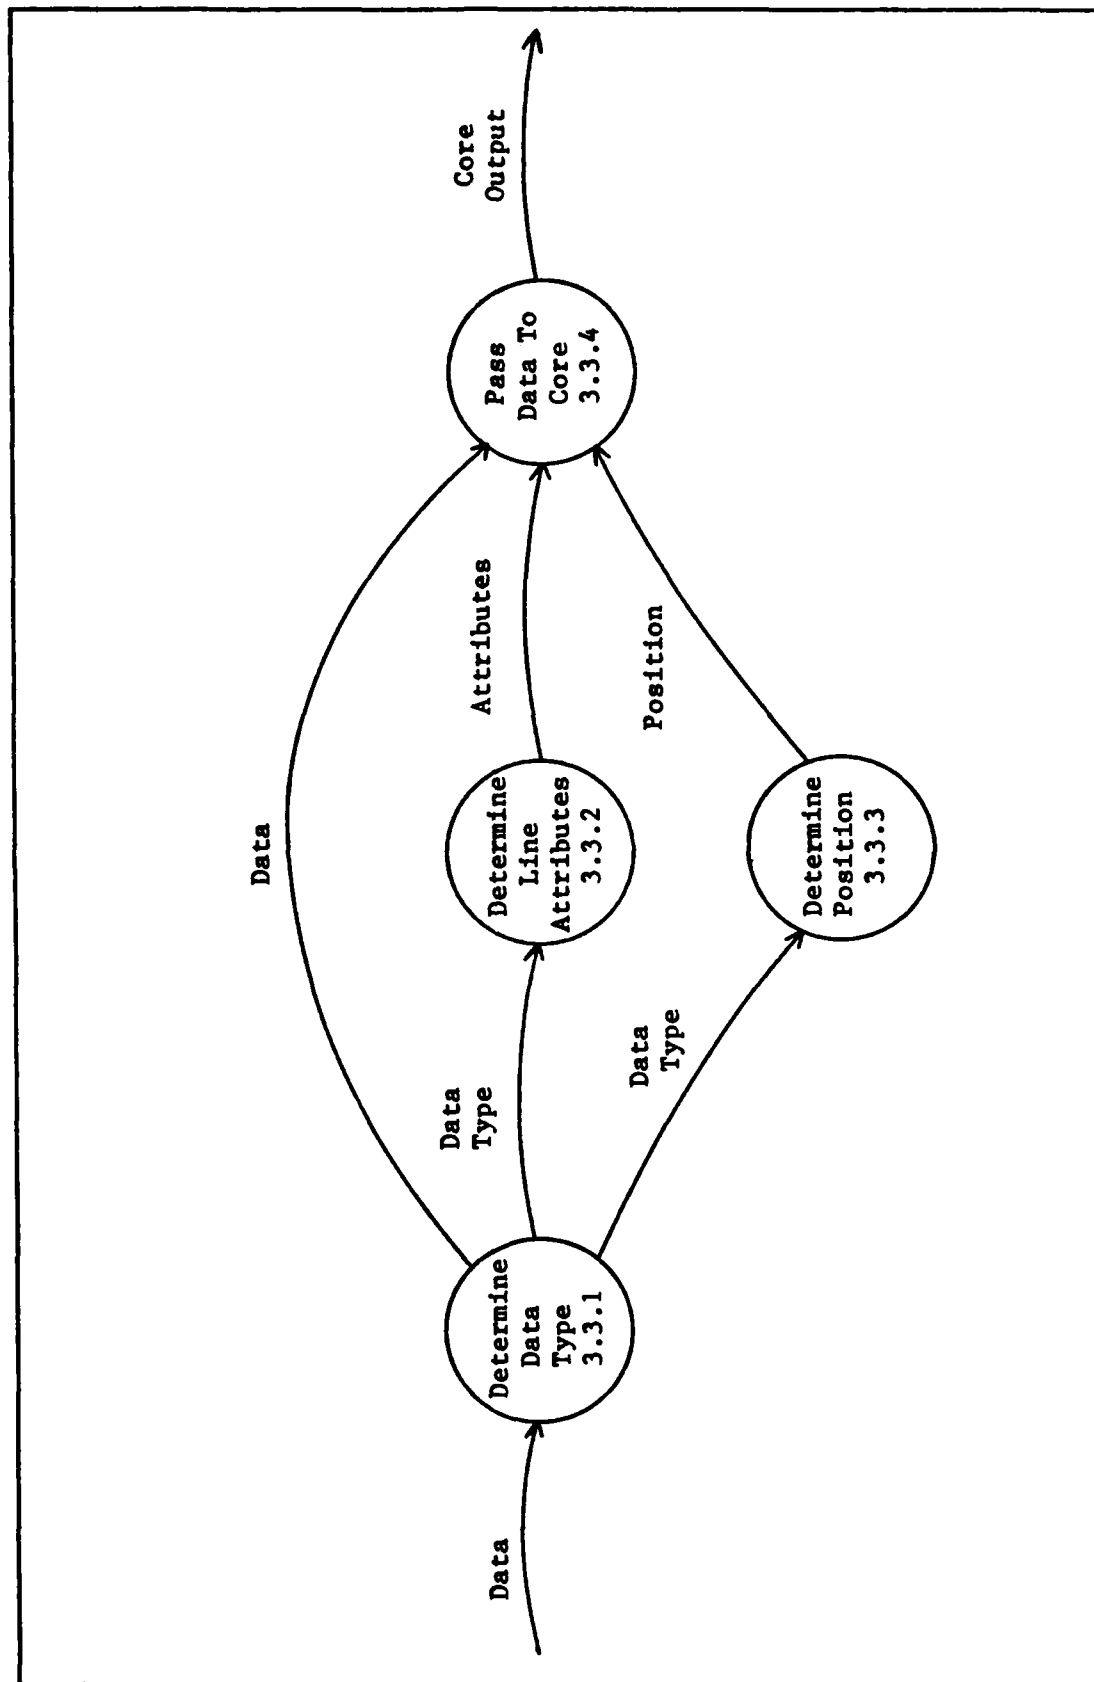 Data
Determine
Data
Type
3.3.1
Data
Data
Type
Data
Type
Determine
Line
Attributes
3.3.2
Determine
Position
3.3.3
Attributes
Position
Pass
Data To
Core
3.3.4
Core
Output